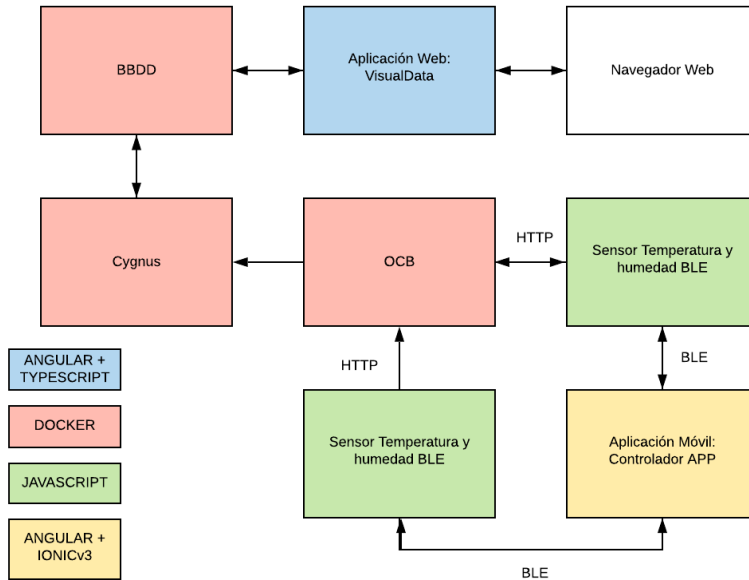 BBDD
Aplicación Web:
VisualData
Navegador Web
Cygnus
OCB
HTTP
Sensor Temperatura y
humedad BLE
HTTP
BLE
Sensor Temperatura y
humedad BLE
Aplicación Móvil:
Controlador APP
BLE
ANGULAR +
TYPESCRIPT
DOCKER
JAVASCRIPT
ANGULAR +
IONICv3